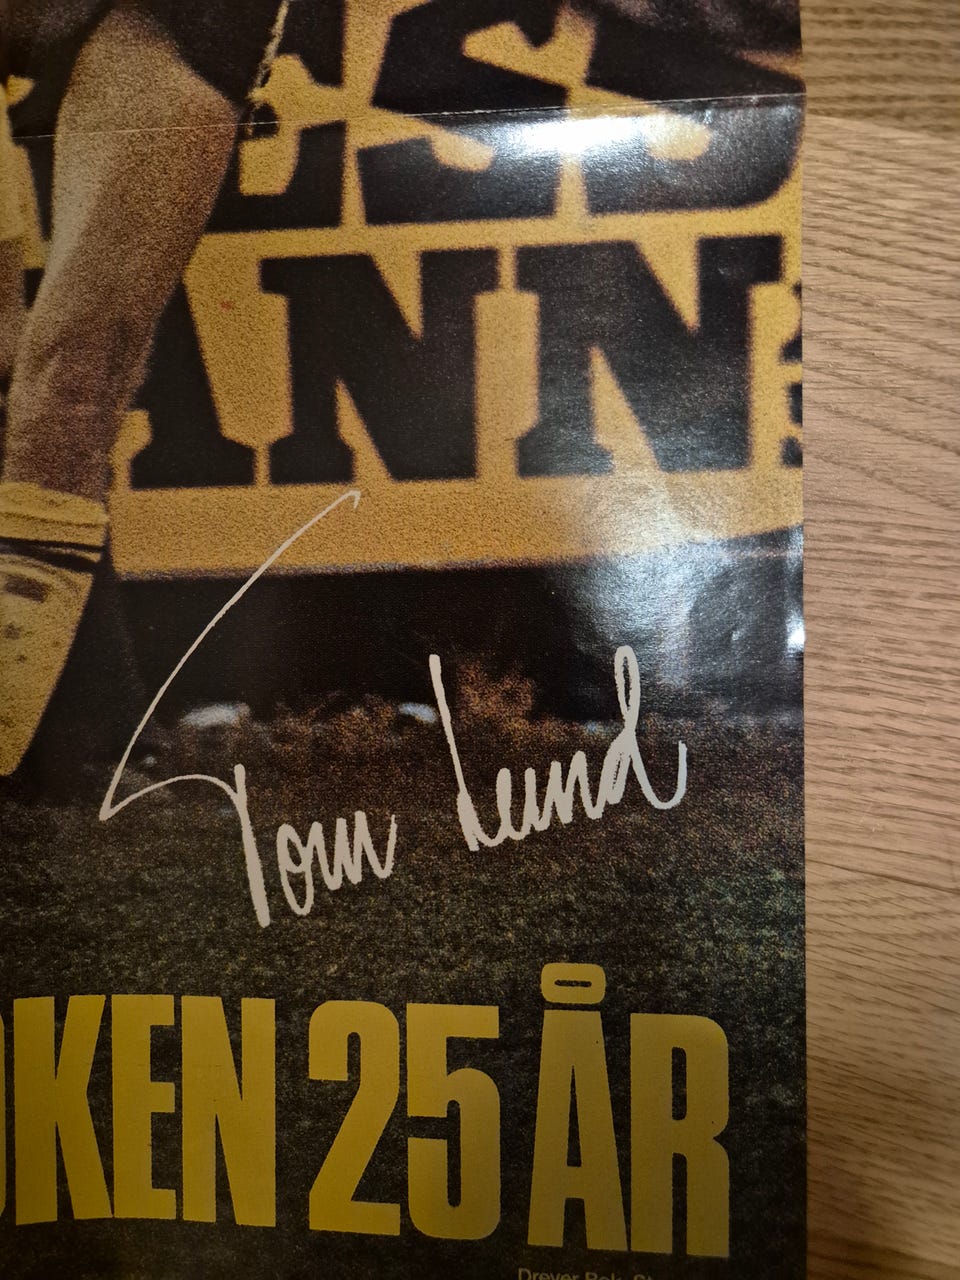 ANN
Tom Lund
OKEN 25 ÅR
Dreyer Bok